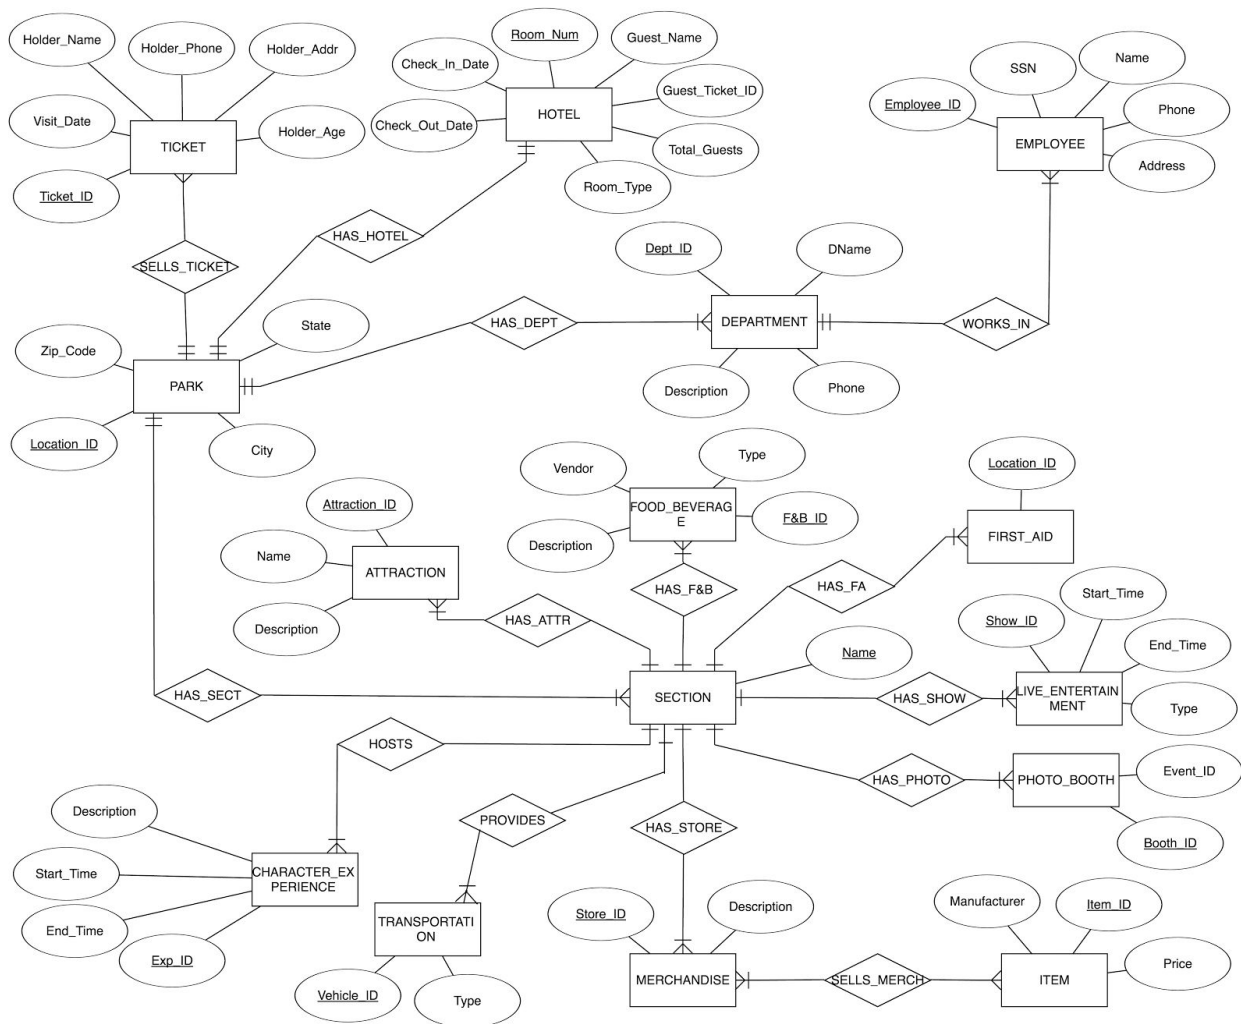 Holder_Name
Holder_Phone
Holder_Addr
Visit_Date
TICKET
Holder_Age
Ticket_ID
Room_Num
Guest_Name
Check_In_Date
Guest_Ticket_ID
HOTEL
Check_Out_Date
Total_Guests
Room_Type
SSN
Name
Employee_ID
Phone
EMPLOYEE
Address
HAS_HOTEL
SELLS_TICKET
Dept_ID
DName
HAS_DEPT
DEPARTMENT
WORKS_IN
Description
Phone
State
Zip_Code
PARK
Location_ID
City
Vendor
Type
FOOD_BEVERAG
E
F&B_ID
Description
Location_ID
FIRST_AID
Attraction_ID
Name
ATTRACTION
Description
HAS_ATTR
HAS_F&B
HAS_FA
Show_ID
Start_Time
End_Time
Name
HAS_SECT
SECTION
HAS_SHOW
LIVE_ENTERTAIN
MENT
Type
HOSTS
HAS_PHOTO
PHOTO_BOOTH
Event_ID
Booth_ID
Description
PROVIDES
HAS_STORE
Start_Time
CHARACTER_EX
PERIENCE
End_Time
Exp_ID
TRANSPORTATI
ON
Vehicle_ID
Type
Store_ID
Description
MERCHANDISE
SELLS_MERCH
Manufacturer
Item_ID
Price
ITEM